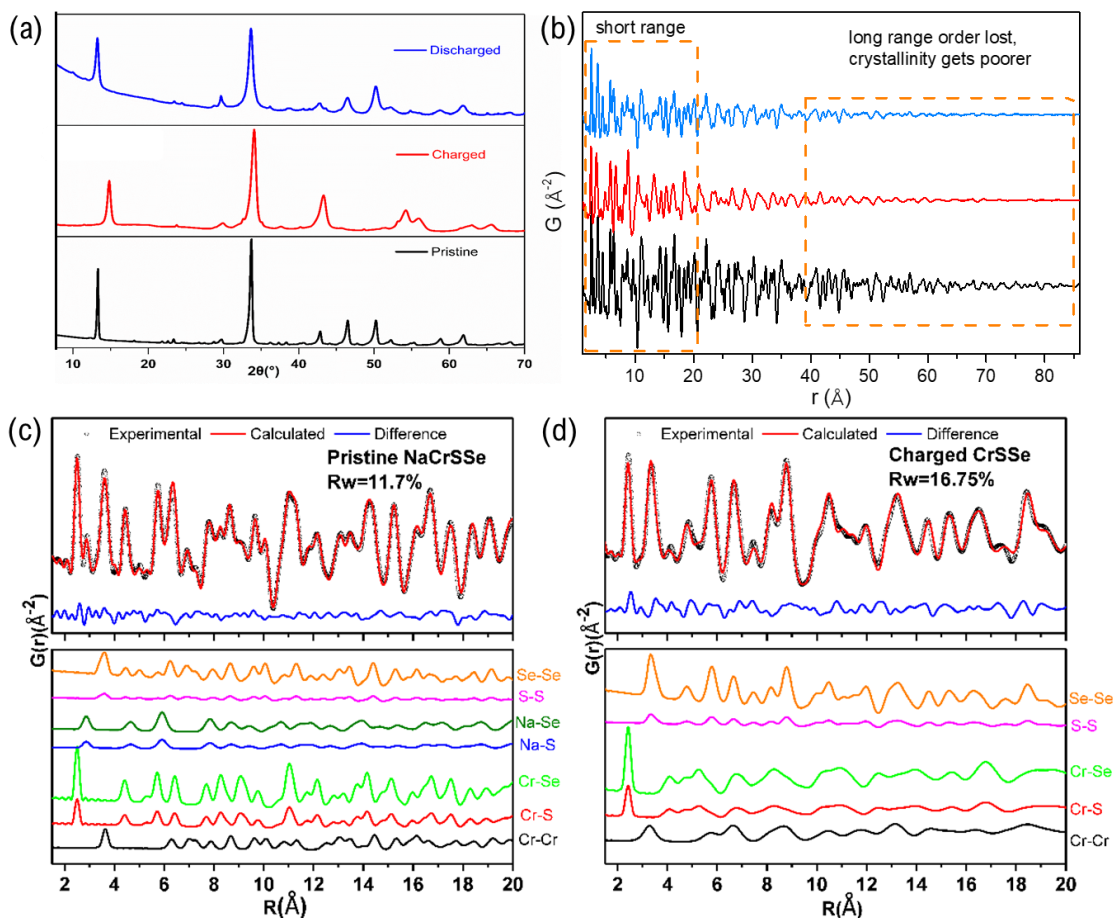 (a)
Discharged
Charged
Pristine
10 20 30 40 50 60 70
2θ(°)
(b)
short range
long range order lost,
crystallinity gets poorer
G (Å-2)
10 20 30 40 50 60 70 80
r (Å)
(c)
Experimental Calculated Difference
Pristine NaCrSSe
Rw=11.7%
G(r)(Å-2)
Se-Se
S-S
Na-Se
Na-S
Cr-Se
Cr-S
Cr-Cr
2 4 6 8 10 12 14 16 18 20
R(Å)
(d)
Experimental Calculated Difference
Charged CrSSe
Rw=16.75%
G(r)(Å-2)
Se-Se
S-S
Cr-Se
Cr-S
Cr-Cr
2 4 6 8 10 12 14 16 18 20
R(Å)